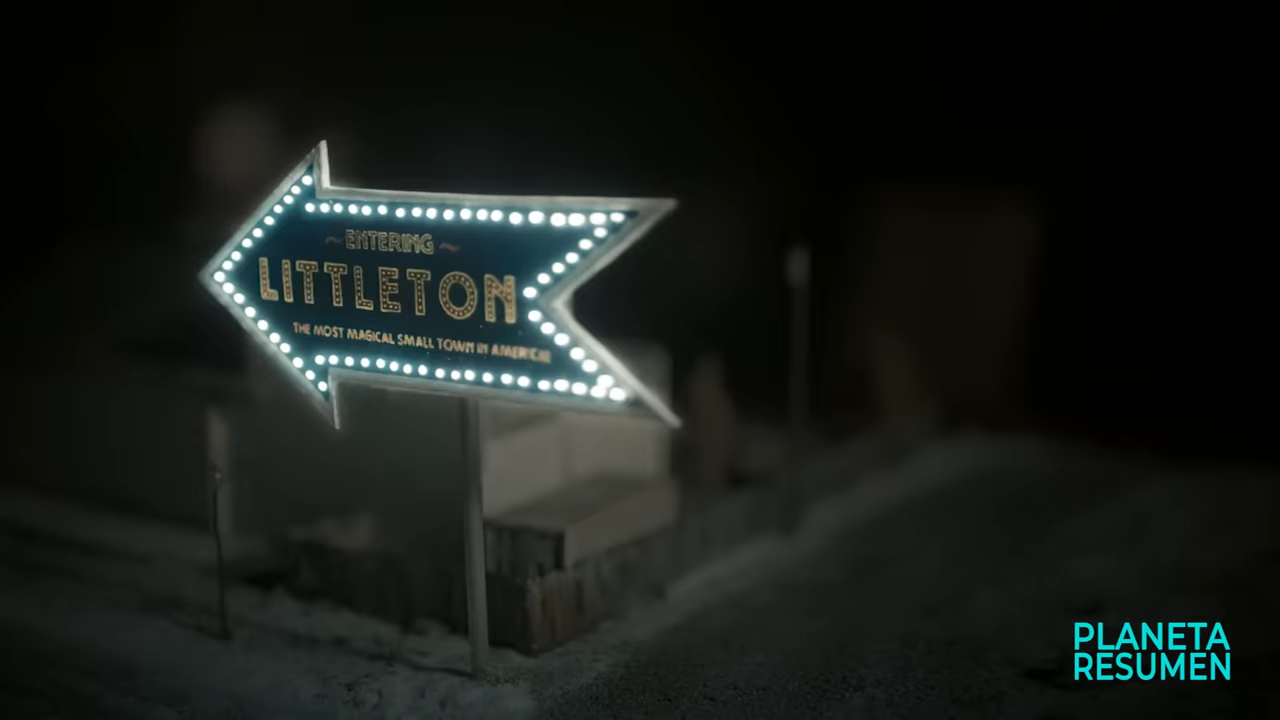 ~ENTERING~
LITTLETON
THE MOST MAGICAL SMALL TOWN IN AMERICA!
PLANETA
RESUMEN